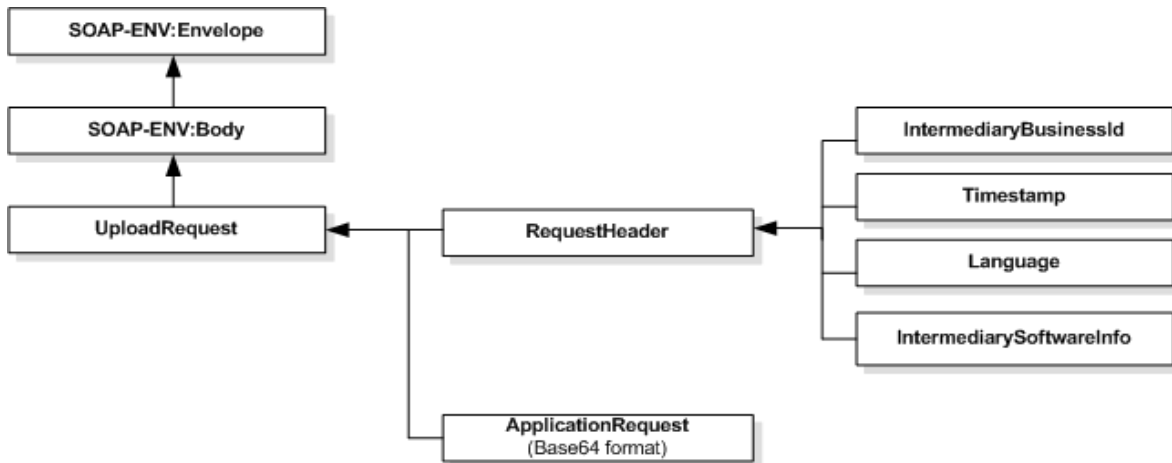 SOAP-ENV:Envelope
SOAP-ENV:Body
UploadRequest
RequestHeader
ApplicationRequest
(Base64 format)
IntermediaryBusinessId
Timestamp
Language
IntermediarySoftwareInfo